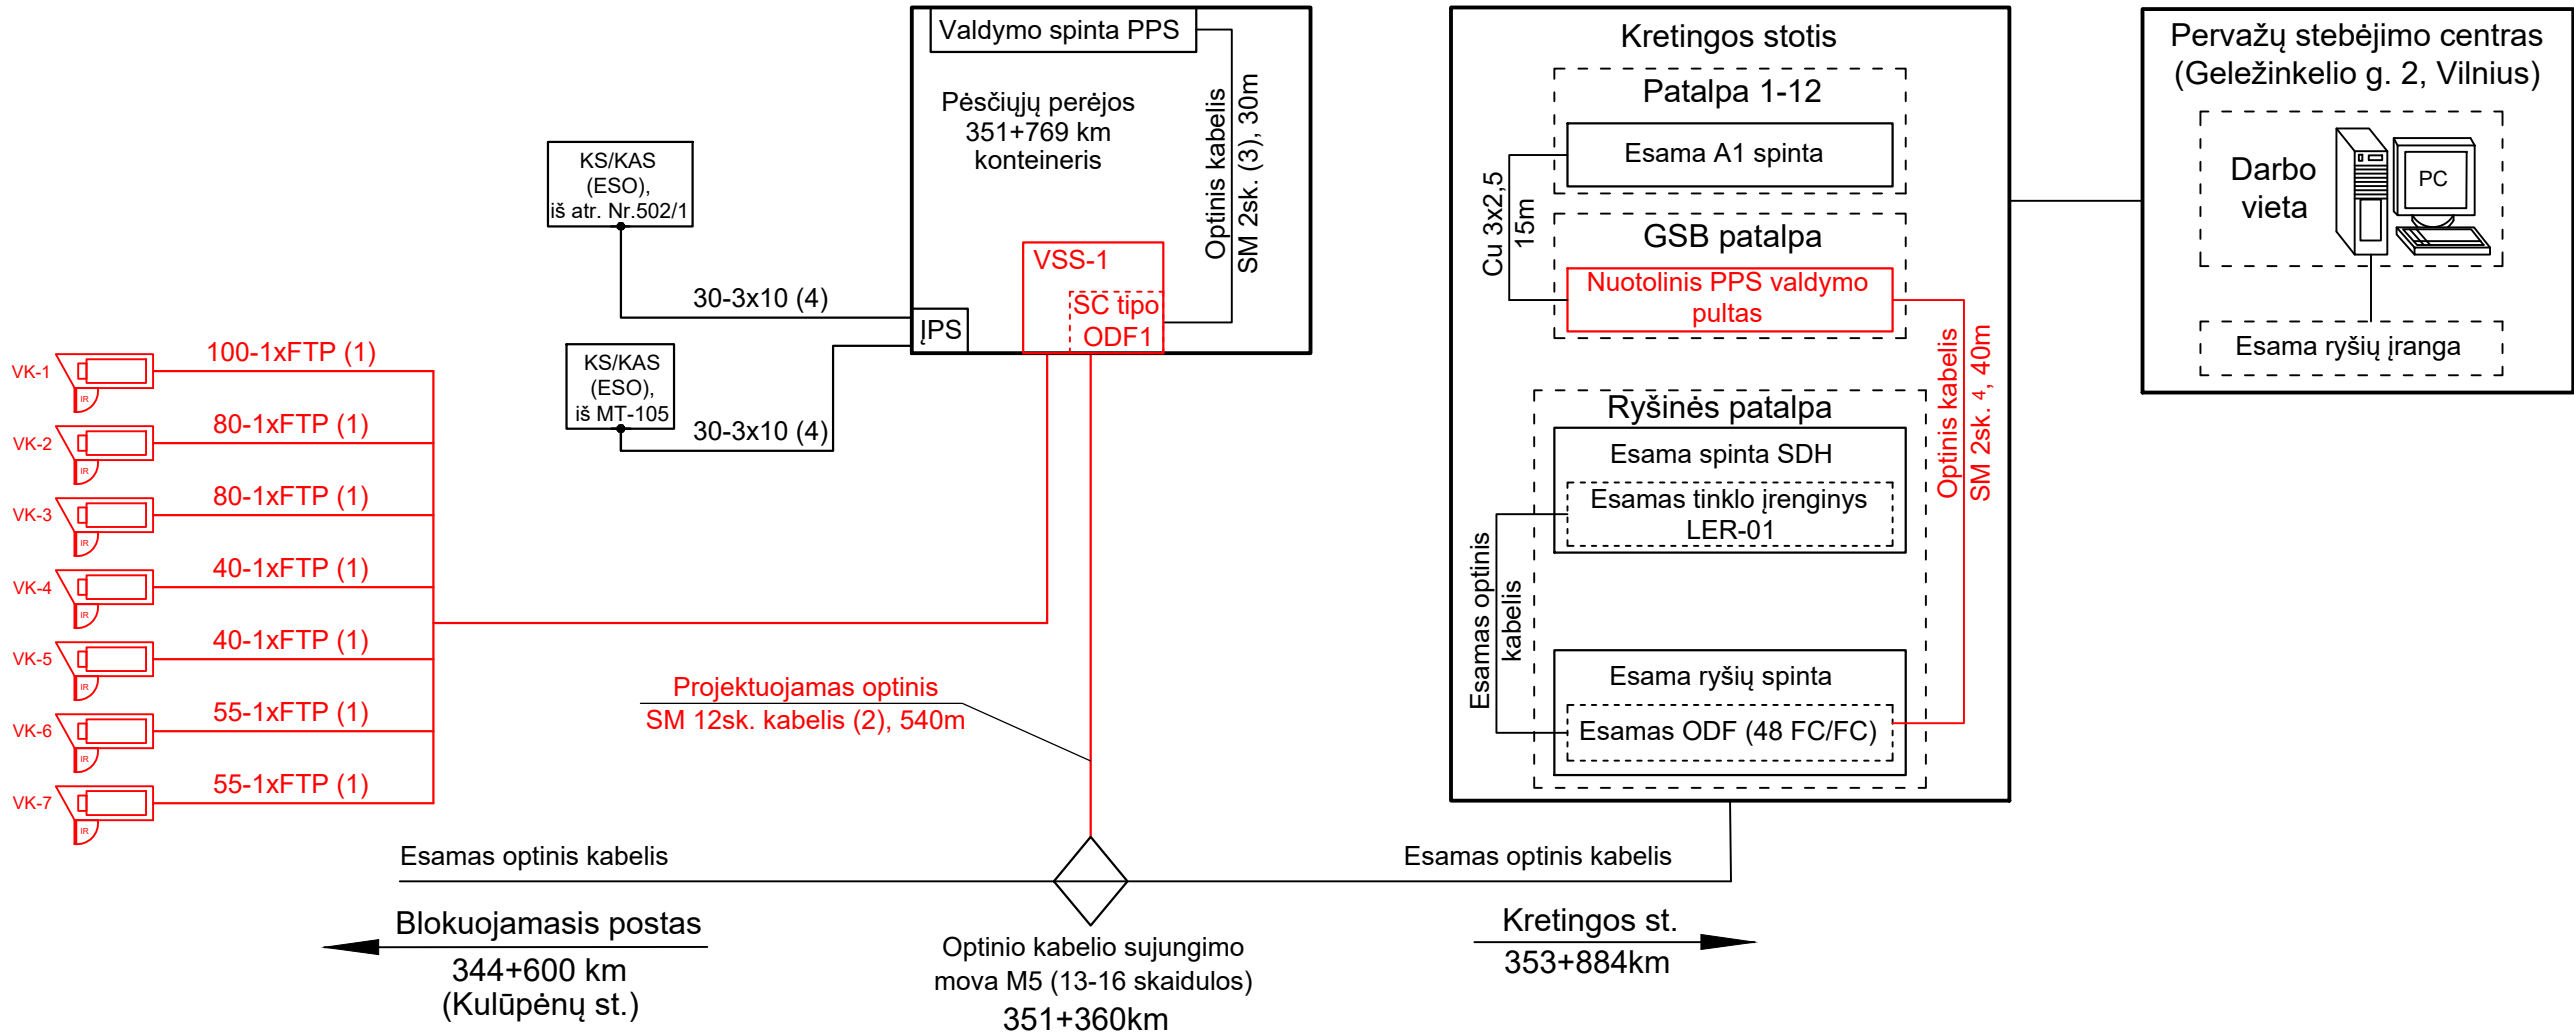 Valdymo spinta PPS
Pėsčiųjų perėjos
351+769 km
konteineris
Optinis kabelis
SM 2sk. (3), 30m
VSS-1
SC tipo
ODF1
ĮPS
KS/KAS
(ESO),
iš atr. Nr.502/1
30-3x10 (4)
KS/KAS
(ESO),
iš MT-105
30-3x10 (4)
VK-1
IR
100-1xFTP (1)
VK-2
IR
80-1xFTP (1)
VK-3
IR
80-1xFTP (1)
VK-4
IR
40-1xFTP (1)
VK-5
IR
40-1xFTP (1)
VK-6
IR
55-1xFTP (1)
VK-7
IR
55-1xFTP (1)
Projektuojamas optinis
SM 12sk. kabelis (2), 540m
Esamas optinis kabelis
Blokuojamasis postas
344+600 km
(Kulūpėnų st.)
Optinio kabelio sujungimo
mova M5 (13-16 skaidulos)
351+360km
Esamas optinis kabelis
Kretingos st.
353+884km
Kretingos stotis
Patalpa 1-12
Esama A1 spinta
Cu 3x2,5
15m
GSB patalpa
Nuotolinis PPS valdymo
pultas
Optinis kabelis
SM 2sk. 4, 40m
Ryšinės patalpa
Esama spinta SDH
Esamas tinklo įrenginys
LER-01
Esamas optinis
kabelis
Esama ryšių spinta
Esamas ODF (48 FC/FC)
Pervažų stebėjimo centras
(Geležinkelio g. 2, Vilnius)
Darbo
vieta
PC
Esama ryšių įranga